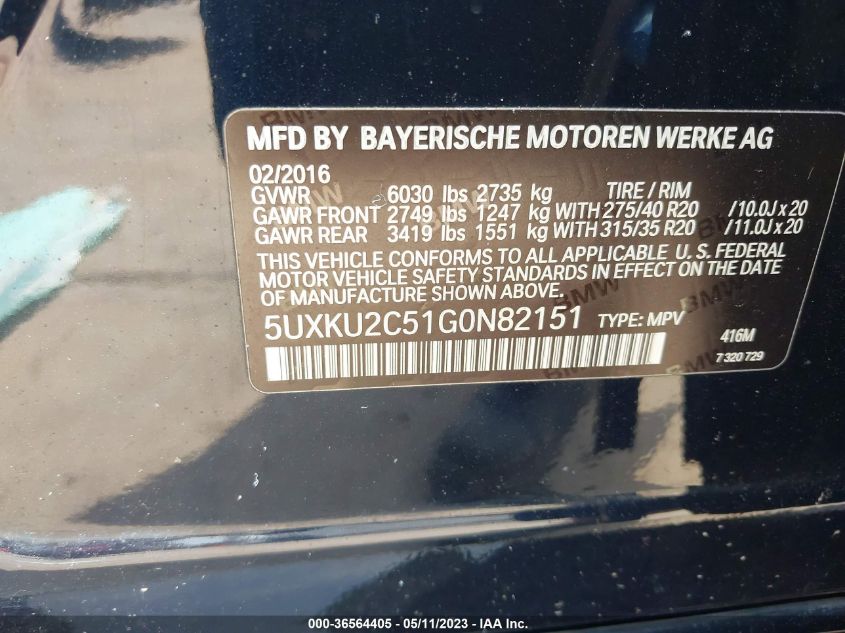 MFD BY BAYERISCHE MOTOREN WERKE AG
02/2016
GVWR 6030 lbs 2735 kg TIRE / RIM
GAWR FRONT 2749 lbs 1247 kg WITH 275/40 R20 /10.0J x 20
GAWR REAR 3419 lbs 1551 kg WITH 315/35 R20 /11.0J x 20
THIS VEHICLE CONFORMS TO ALL APPLICABLE U.S. FEDERAL
MOTOR VEHICLE SAFETY STANDARDS IN EFFECT ON THE DATE
OF MANUFACTURE SHOWN ABOVE.
5UXKU2C51G0N82151 TYPE: MPV 416M
7 320 729
000-36564405 - 05/11/2023 - IAA Inc.